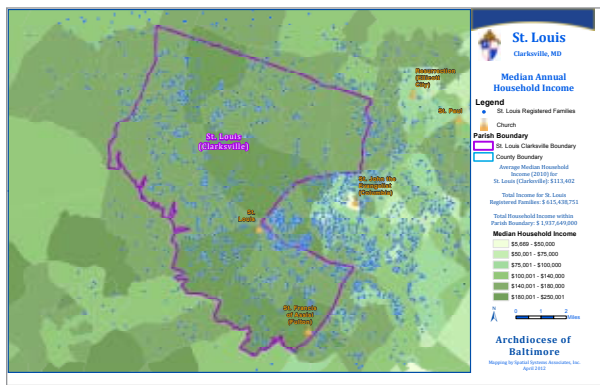 St. Louis
Clarksville, MD
Median Annual
Household Income
Legend
St. Louis Registered Families
Church
Parish Boundary
St. Louis Clarksville Boundary
County Boundary
Average Median Household
Income (2010) for
St. Louis (Clarksville): $113,402
Total Income for St. Louis
Registered Families: $ 615,438,751
Total Household Income within
Parish Boundary: $ 1,937,649,000
Median Household Income
$5,669 - $50,000
$50,001 - $75,000
$75,001 - $100,000
$100,001 - $140,000
$140,001 - $180,000
$180,001 - $250,001
N
0 1 2
Miles
Archdiocese of
Baltimore
Mapping by Spatial Systems Associates, Inc.
April 2012
Resurrection
(Ellicott
City)
St. Paul
St. Louis
(Clarksville)
St. John the
Evangelist
(Columbia)
St.
Louis
St. Francis
of Assisi
(Fulton)